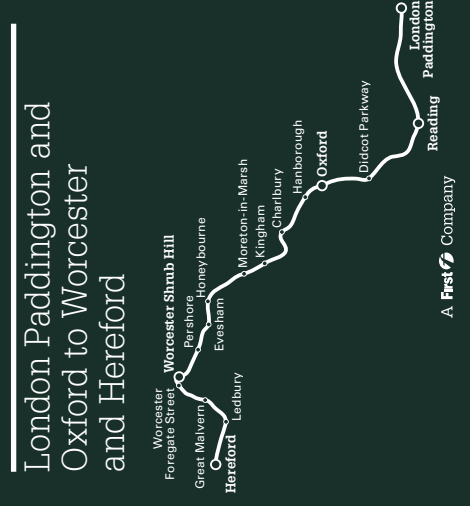 London Paddington and
Oxford to Worcester
and Hereford
Worcester
Foregate Street
Worcester Shrub Hill
Great Malvern
Hereford
Ledbury
Pershore
Evesham
Honeybourne
Moreton-in-Marsh
Kingham
Charlbury
Hanborough
Oxford
Didcot Parkway
Reading
London
Paddington
A First Company